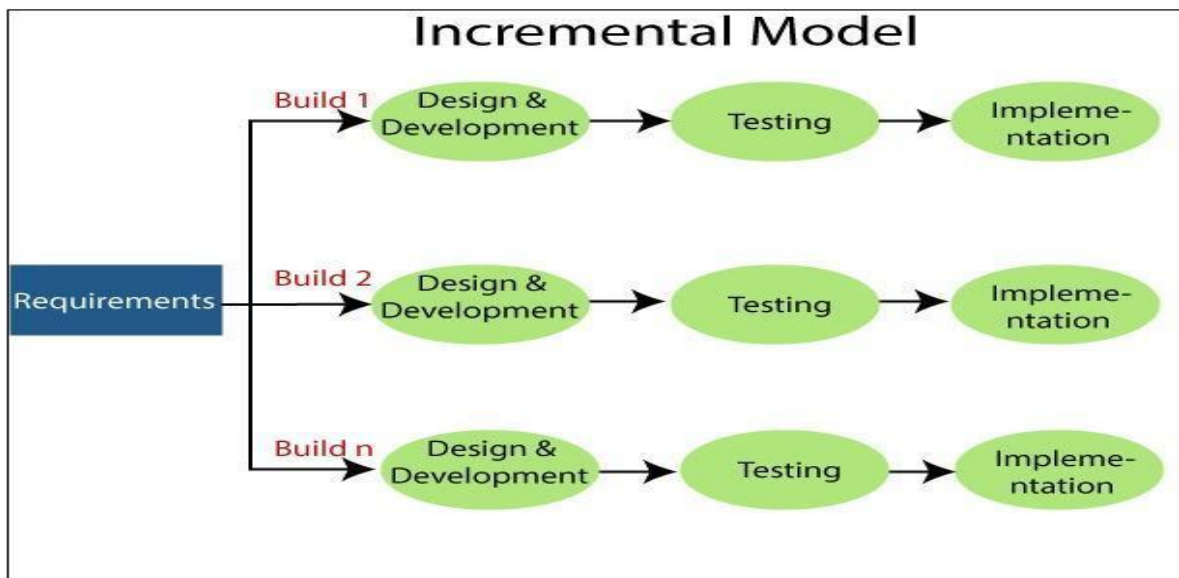 Incremental Model
Build 1
Design &
Development
Testing
Impleme-
ntation
Requirements
Build 2
Design &
Development
Testing
Impleme-
ntation
Build n
Design &
Development
Testing
Impleme-
ntation